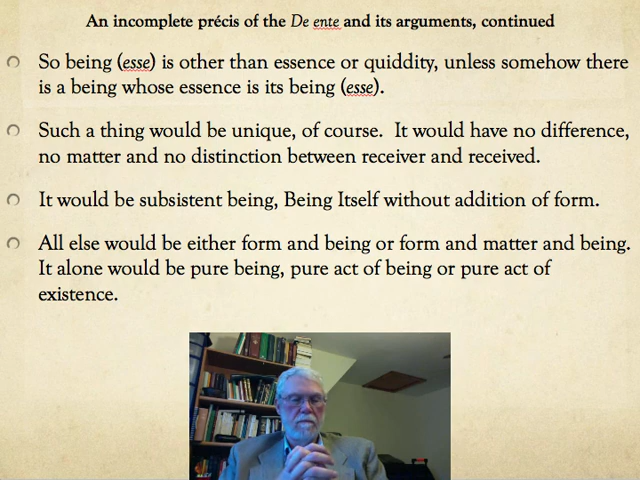 An incomplete précis of the De ente and its arguments, continued
So being (esse) is other than essence or quiddity, unless somehow there
is a being whose essence is its being (esse).
Such a thing would be unique, of course.  It would have no difference,
no matter and no distinction between receiver and received.
It would be subsistent being, Being Itself without addition of form.
All else would be either form and being or form and matter and being.
It alone would be pure being, pure act of being or pure act of
existence.